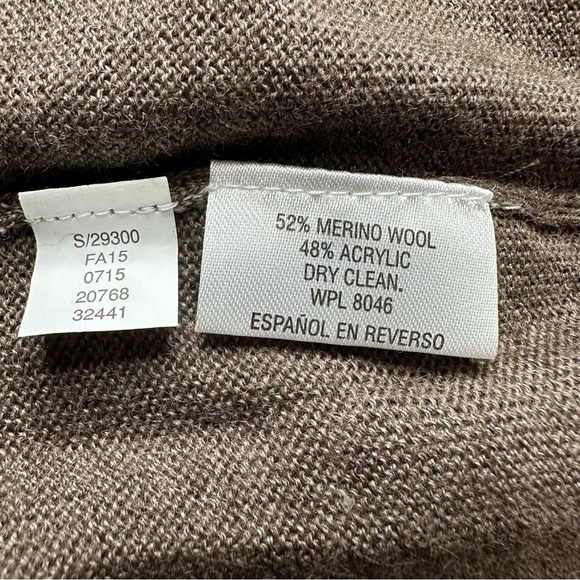 S/29300
FA15
0715
20768
32441
52% MERINO WOOL
48% ACRYLIC
DRY CLEAN.
WPL 8046
ESPAÑOL EN REVERSO